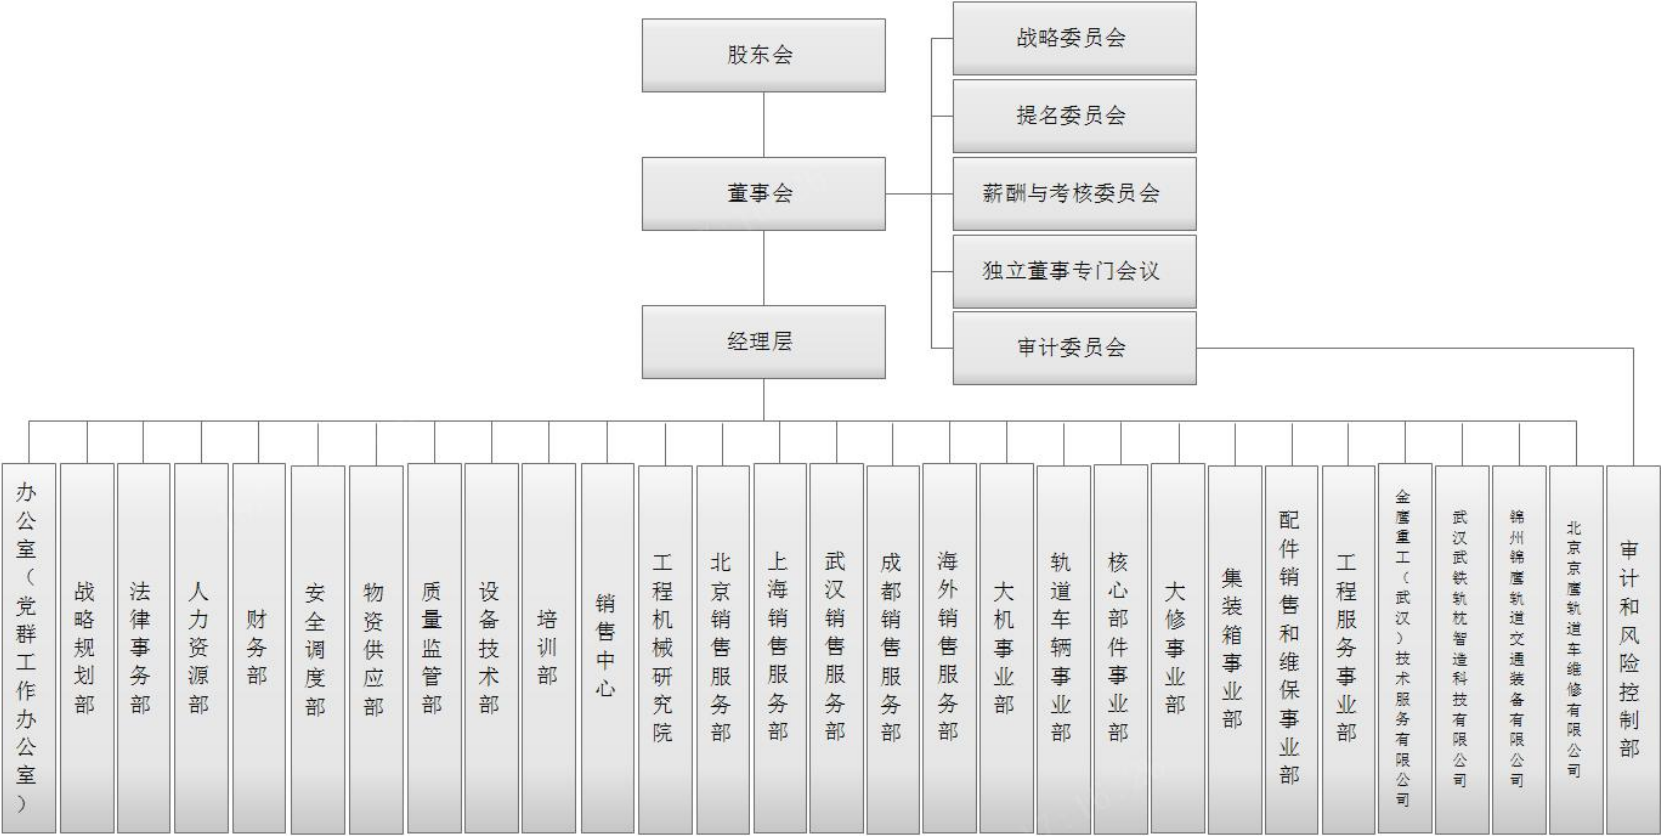 股东会
董事会
经理层
战略委员会
提名委员会
薪酬与考核委员会
独立董事专门会议
审计委员会
办公室（党群工作办公室）
战略规划部
法律事务部
人力资源部
财务部
安全调度部
物资供应部
质量监管部
设备技术部
培训部
销售中心
工程机械研究院
北京销售服务部
上海销售服务部
武汉销售服务部
成都销售服务部
海外销售服务部
大机事业部
轨道车辆事业部
核心部件事业部
大修事业部
集装箱事业部
配件销售和维保事业部
工程服务事业部
金鹰重工（武汉）技术服务有限公司
武汉武铁轨枕智造科技有限公司
锦州锦鹰轨道交通装备有限公司
北京京鹰轨道车维修有限公司
审计和风险控制部